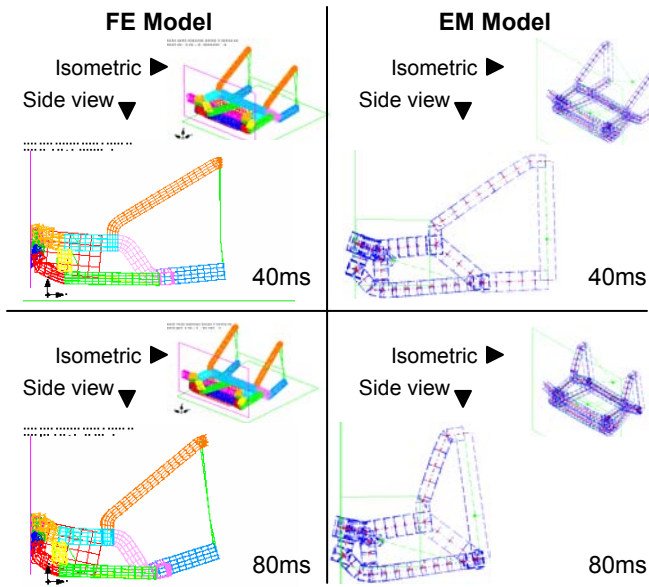 FE Model
EM Model
Isometric
Side view
40ms
Isometric
Side view
40ms
Isometric
Side view
80ms
Isometric
Side view
80ms